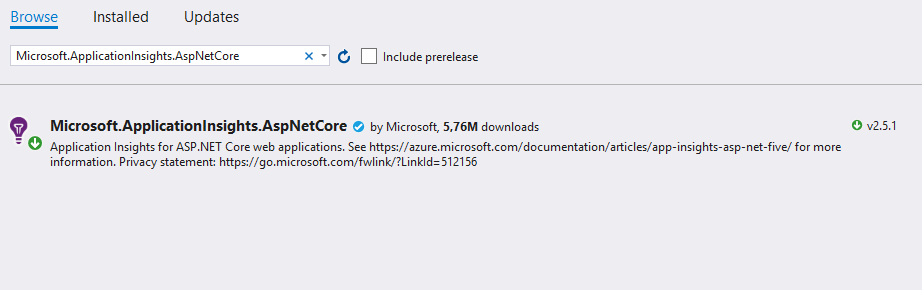 Browse Installed Updates
Microsoft.ApplicationInsights.AspNetCore Include prerelease
Microsoft.ApplicationInsights.AspNetCore by Microsoft, 5,76M downloads v2.5.1
Application Insights for ASP.NET Core web applications. See https://azure.microsoft.com/documentation/articles/app-insights-asp-net-five/ for more
information. Privacy statement: https://go.microsoft.com/fwlink/?LinkId=512156